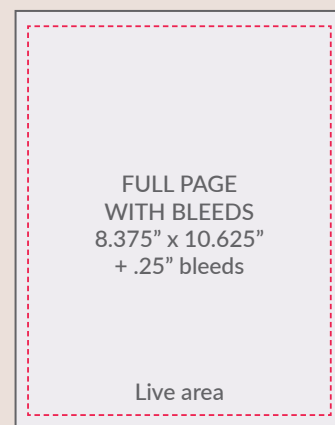 FULL PAGE
WITH BLEEDS
8.375” x 10.625”
+ .25” bleeds
Live area